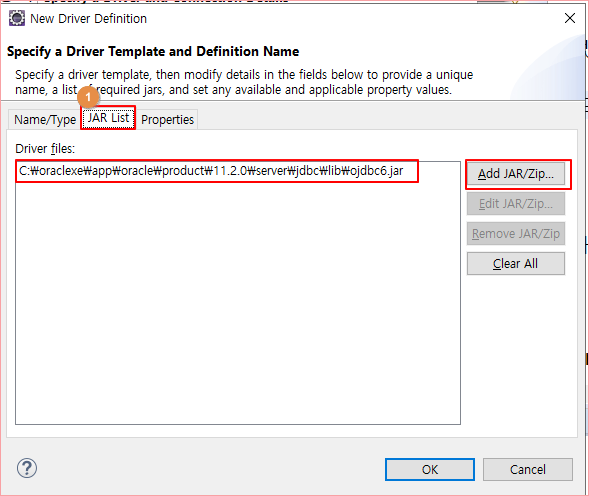 New Driver Definition
Specify a Driver Template and Definition Name
Specify a driver template, then modify details in the fields below to provide a unique
name, a list required jars, and set any available and applicable property values.
1
Name/Type JAR List Properties
Driver files:
C:₩oraclexe₩app₩oracle₩product₩11.2.0₩server₩jdbc₩lib₩ojdbc6.jar
Add JAR/Zip...
Edit JAR/Zip...
Remove JAR/Zip
Clear All
?
OK Cancel